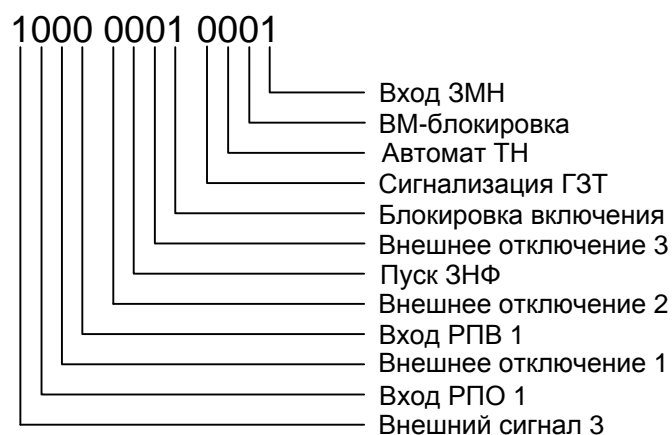 1000 0001 0001
Вход ЗМН
ВМ-блокировка
Автомат ТН
Сигнализация ГЗТ
Блокировка включения
Внешнее отключение 3
Пуск ЗНФ
Внешнее отключение 2
Вход РПВ 1
Внешнее отключение 1
Вход РПО 1
Внешний сигнал 3